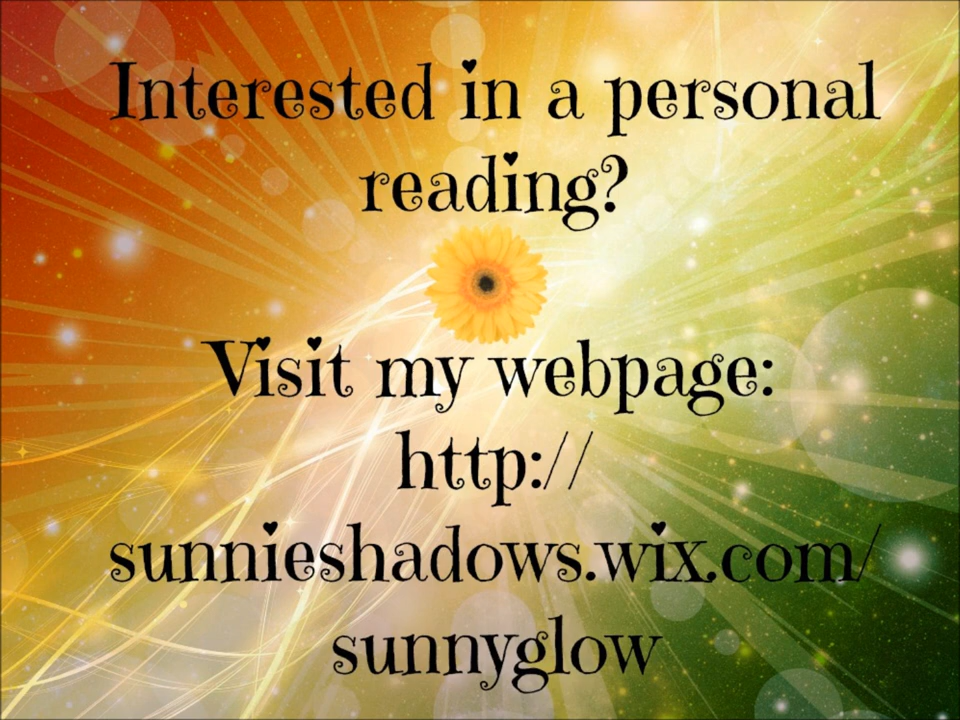 Interested in a personal
reading?
Visit my webpage:
http://
sunnieshadows.wix.com/
sunnyglow